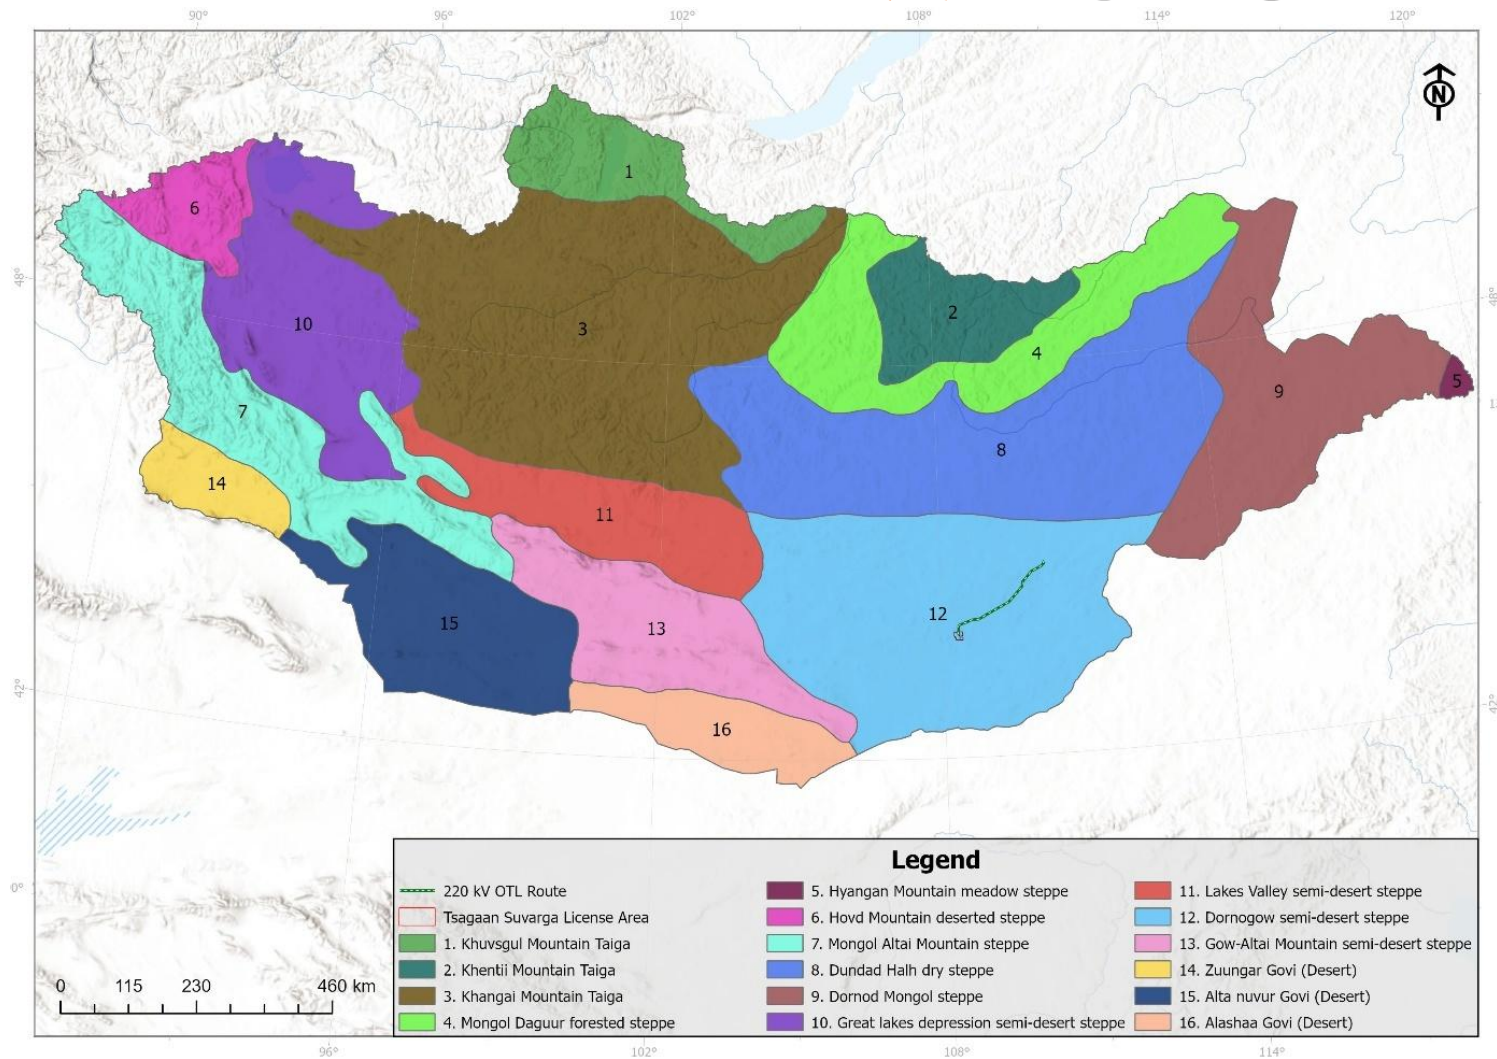 90°
96°
102°
108°
114°
120°
N
1
6
48°
48°
10
3
2
4
7
5
9
8
14
11
12
15
13
42°
42°
16
Legend
220 kV OTL Route
Tsagaan Suvarga License Area
1. Khuvsgul Mountain Taiga
2. Khentii Mountain Taiga
3. Khangai Mountain Taiga
4. Mongol Daguur forested steppe
5. Hyangan Mountain meadow steppe
6. Hovd Mountain deserted steppe
7. Mongol Altai Mountain steppe
8. Dundad Halh dry steppe
9. Dornod Mongol steppe
10. Great lakes depression semi-desert steppe
11. Lakes Valley semi-desert steppe
12. Dornogow semi-desert steppe
13. Gow-Altai Mountain semi-desert steppe
14. Zuungar Govi (Desert)
15. Alta nuvur Govi (Desert)
16. Alashaa Govi (Desert)
0°
0 115 230 460 km
96°
102°
108°
114°